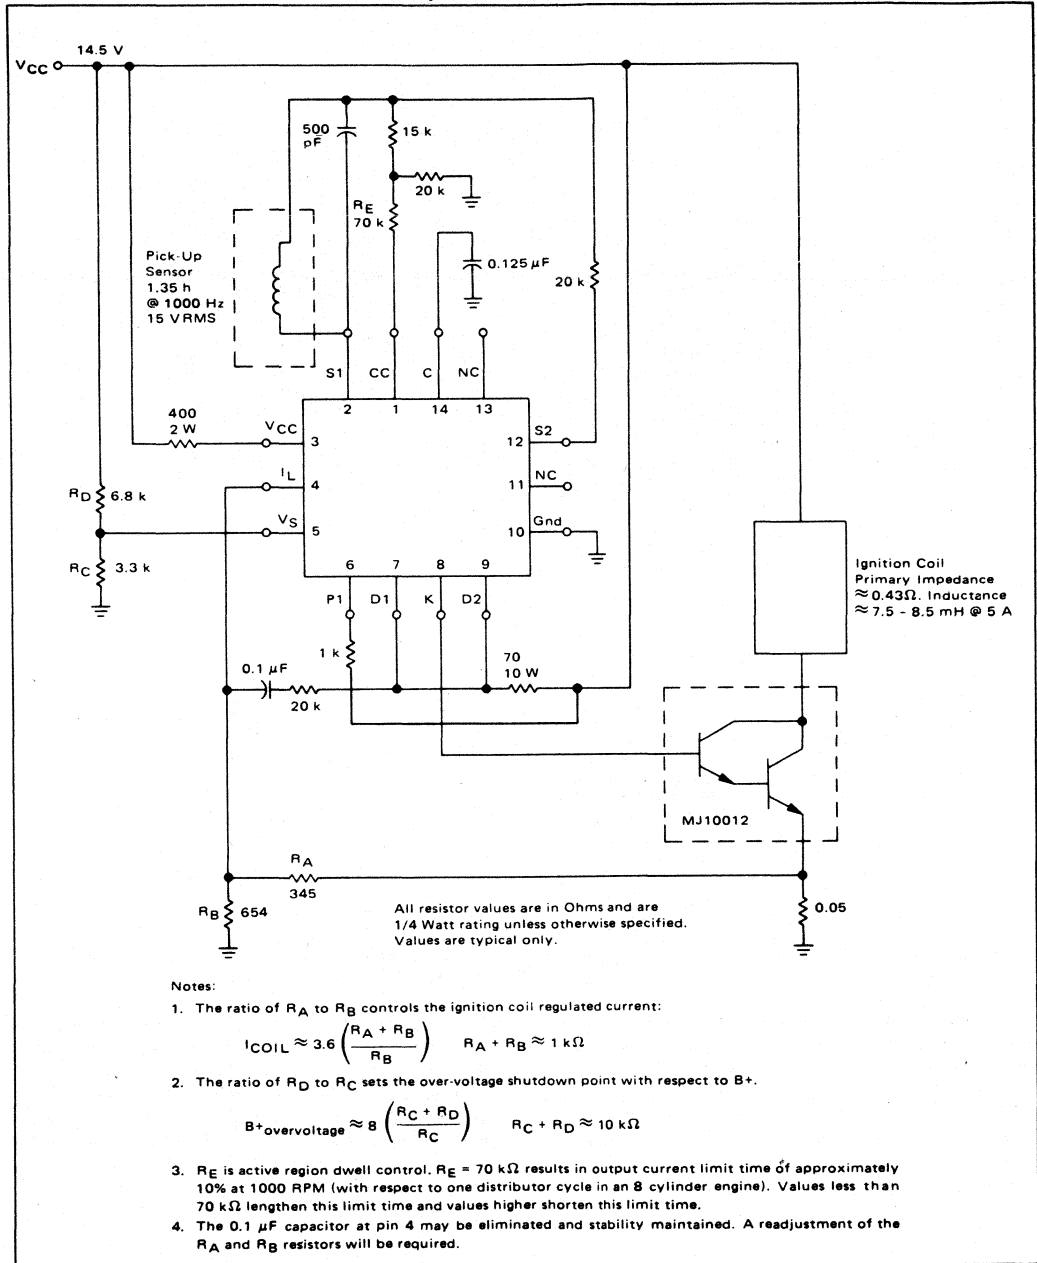 14.5 V
VCC
500
pF
15 k
20 k
RE
70 k
0.125 µF
20 k
Pick-Up
Sensor
1.35 h
@ 1000 Hz
15 VRMS
S1
CC
C
NC
2
1
14
13
400
2 W
VCC
3
12
S2
IL
4
11
NC
RD
6.8 k
VS
5
10
Gnd
RC
3.3 k
6
7
8
9
P1
D1
K
D2
Ignition Coil
Primary Impedance
≈ 0.43Ω. Inductance
≈ 7.5 - 8.5 mH @ 5 A
1 k
0.1 µF
20 k
70
10 W
MJ10012
RA
345
RB
654
0.05
All resistor values are in Ohms and are
1/4 Watt rating unless otherwise specified.
Values are typical only.
Notes:
1. The ratio of RA to RB controls the ignition coil regulated current:
ICOIL ≈ 3.6 ( (RA + RB) / RB ) RA + RB ≈ 1 kΩ
2. The ratio of RD to RC sets the over-voltage shutdown point with respect to B+.
B+overvoltage ≈ 8 ( (RC + RD) / RC ) RC + RD ≈ 10 kΩ
3. RE is active region dwell control. RE = 70 kΩ results in output current limit time of approximately
10% at 1000 RPM (with respect to one distributor cycle in an 8 cylinder engine). Values less than
70 kΩ lengthen this limit time and values higher shorten this limit time.
4. The 0.1 µF capacitor at pin 4 may be eliminated and stability maintained. A readjustment of the
RA and RB resistors will be required.